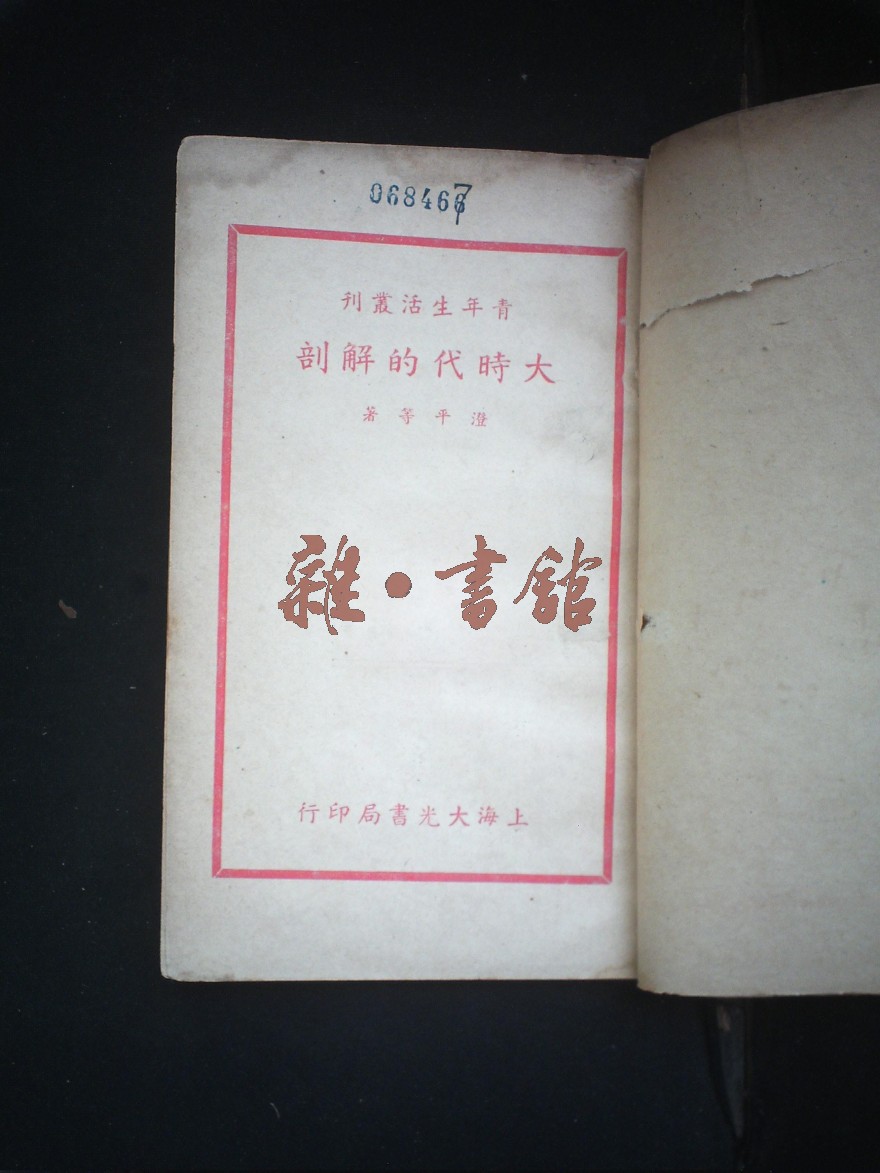 068467
青年生活叢刊
大時代的解剖
澄平等著
雜•書館
上海大光書局印行